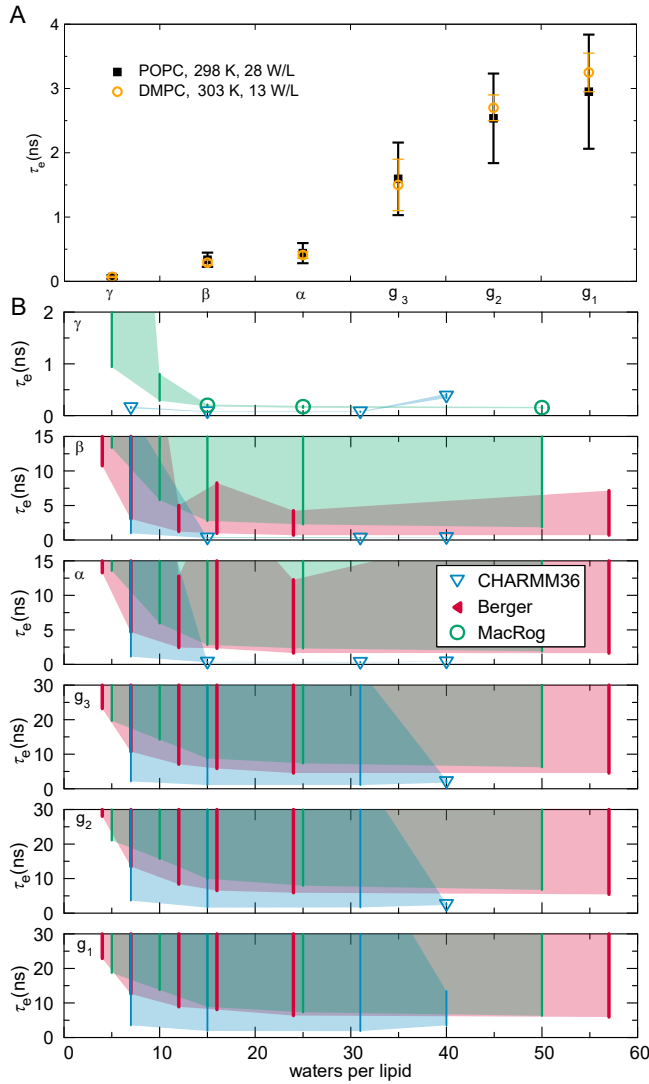 A
4
3
2
1
0
τe(ns)
POPC, 298 K, 28 W/L
DMPC, 303 K, 13 W/L
γ β α g3 g2 g1
B
γ
2
1
0
τe(ns)
β
15
10
5
0
τe(ns)
α
15
10
5
0
τe(ns)
CHARMM36
Berger
MacRog
g3
30
20
10
0
τe(ns)
g2
30
20
10
0
τe(ns)
g1
30
20
10
0
τe(ns)
0 10 20 30 40 50 60
waters per lipid